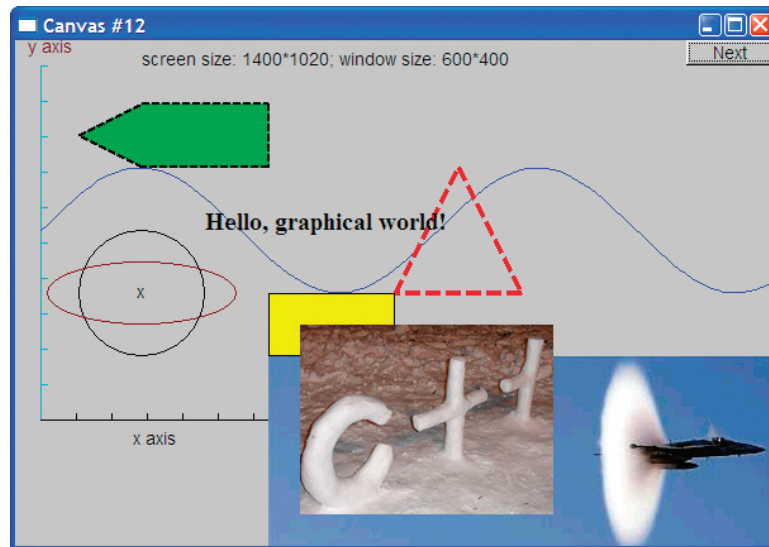 Canvas #12
y axis
screen size: 1400*1020; window size: 600*400
Next
Hello, graphical world!
x
x axis
C++